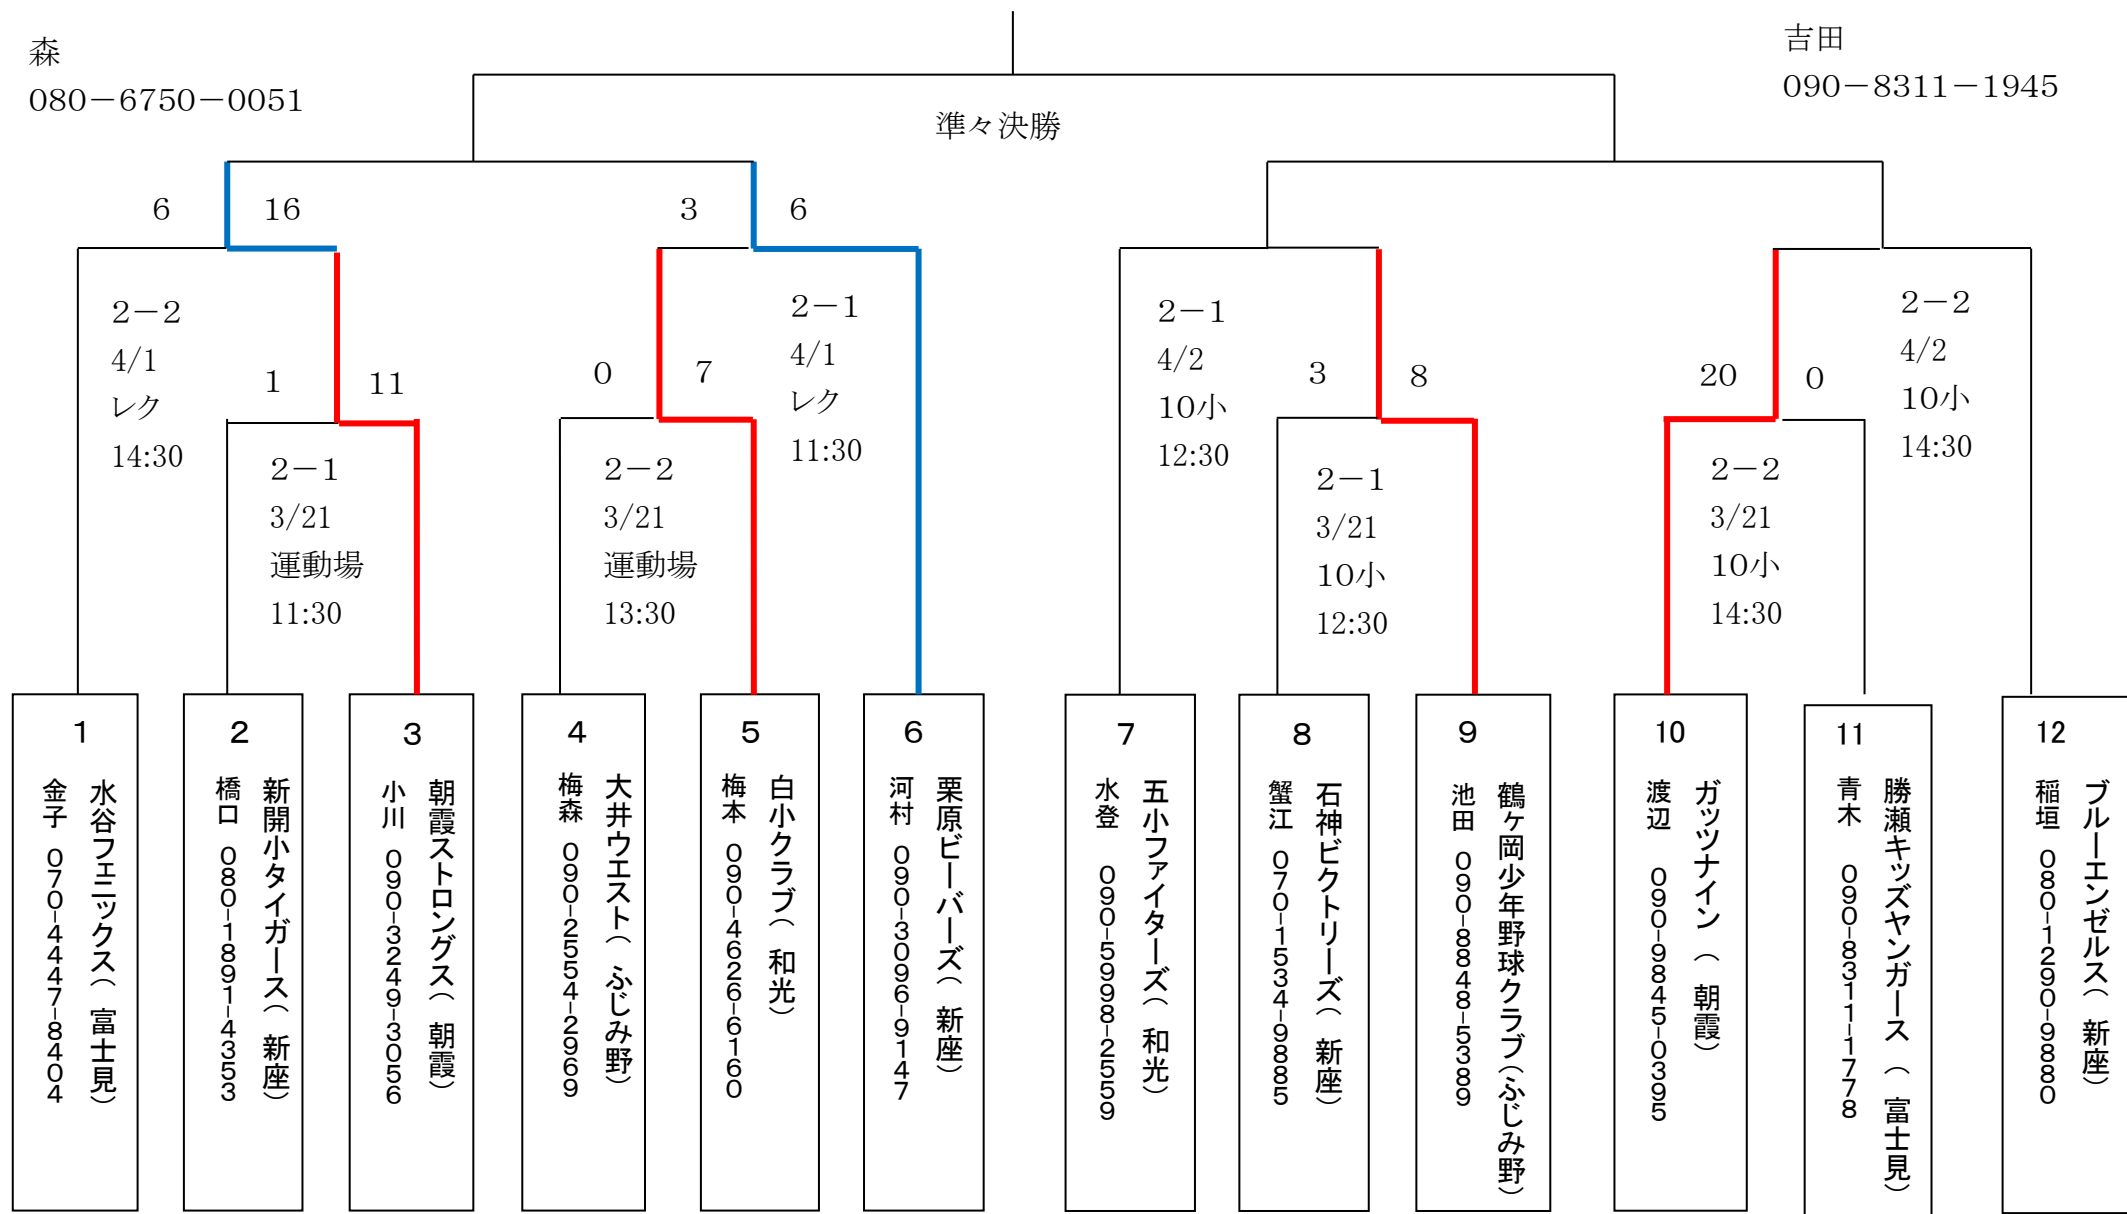 森
080－6750－0051
吉田
090－8311－1945
準々決勝
6 16
3 6
2－2
4/1
レク
14:30
1 11
2－1
3/21
運動場
11:30
0 7
2－2
3/21
運動場
13:30
2－1
4/1
レク
11:30
2－1
4/2
10小
12:30
3 8
2－1
3/21
10小
12:30
20 0
2－2
3/21
10小
14:30
2－2
4/2
10小
14:30
1
水谷フェニックス（富士見）
金子 070-4447-8404
2
新開小タイガース（新座）
橋口 080-1891-4353
3
朝霞ストロングス（朝霞）
小川 090-3249-3056
4
大井ウエスト（ふじみ野）
梅森 090-2554-2969
5
白小クラブ（和光）
梅本 090-4626-6160
6
栗原ビーバーズ（新座）
河村 090-3096-9147
7
五小ファイターズ（和光）
水登 090-5998-2559
8
石神ビクトリーズ（新座）
蟹江 070-1534-9885
9
鶴ヶ岡少年野球クラブ（ふじみ野）
池田 090-8848-5389
10
ガッツナイン（朝霞）
渡辺 090-9845-0395
11
勝瀬キッズヤンガース（富士見）
青木 090-8311-1778
12
ブルーエンゼルス（新座）
稲垣 080-1290-9880